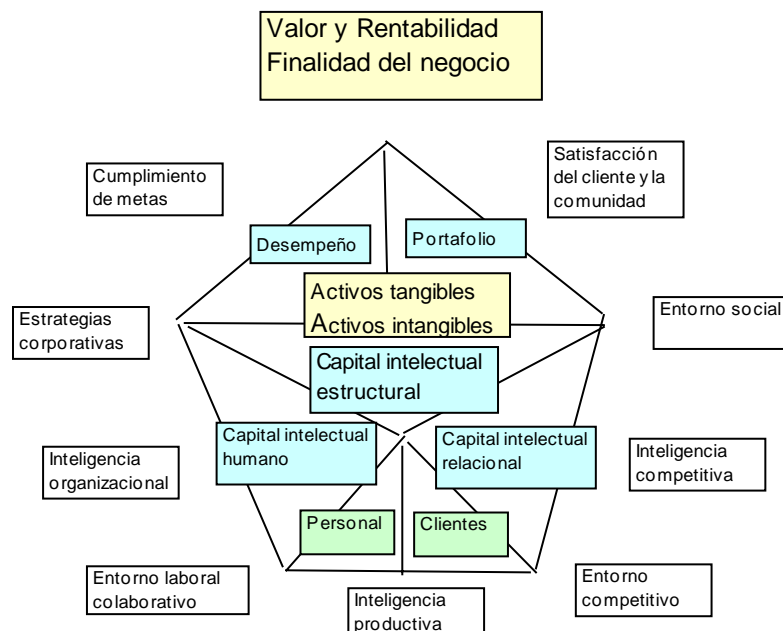 Valor y Rentabilidad
Finalidad del negocio
Cumplimiento
de metas
Satisfacción
del cliente y la
comunidad
Desempeño
Portafolio
Activos tangibles
Activos intangibles
Estrategias
corporativas
Entorno social
Capital intelectual
estructural
Capital intelectual
humano
Capital intelectual
relacional
Inteligencia
organizacional
Inteligencia
competitiva
Personal
Clientes
Entorno laboral
colaborativo
Inteligencia
productiva
Entorno
competitivo